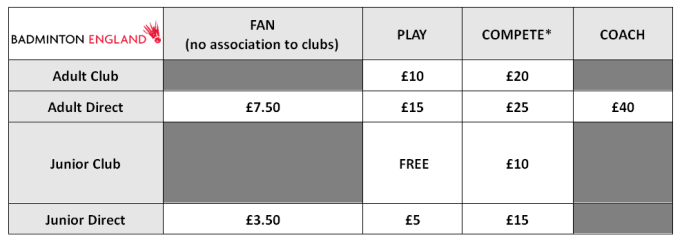 BADMINTON ENGLAND
FAN
(no association to clubs)
PLAY
COMPETE*
COACH
Adult Club
£10
£20
Adult Direct
£7.50
£15
£25
£40
Junior Club
FREE
£10
Junior Direct
£3.50
£5
£15